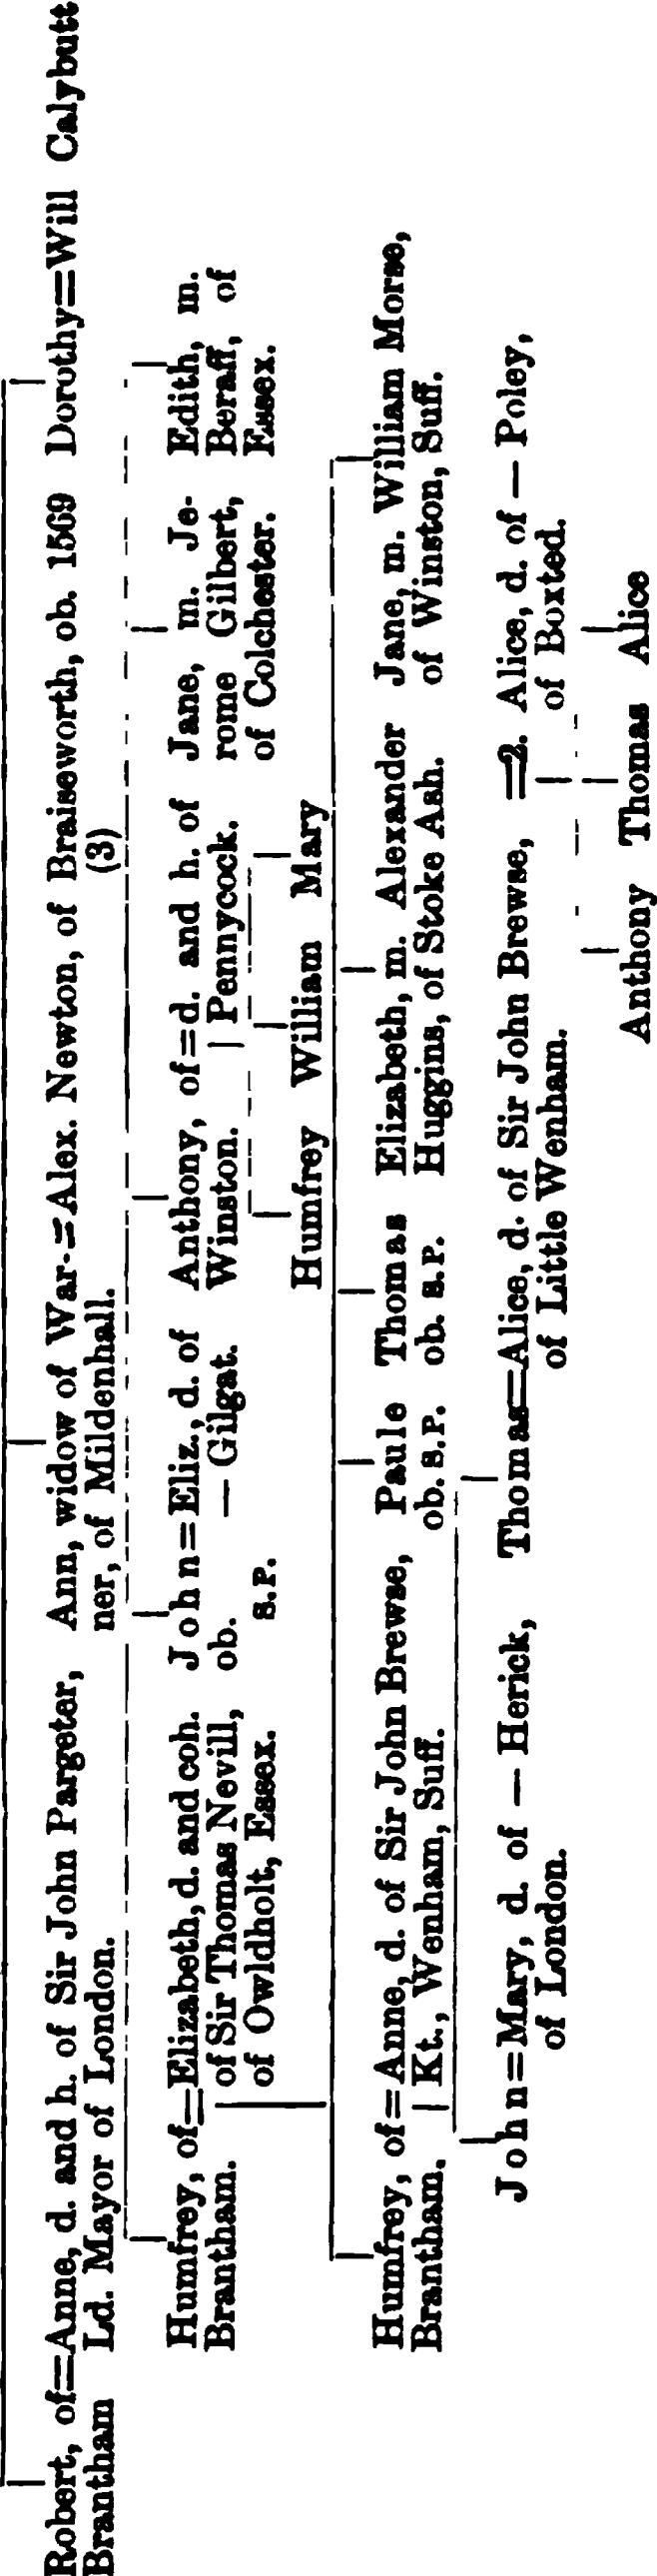 Robert, of=Anne, d. and h. of Sir John Pargeter,
Brantham Ld. Mayor of London.
Ann, widow of War-=Alex. Newton, of Braiseworth, ob. 1569
ner, of Mildenhall. (3)
Dorothy=Will Calybutt
Humfrey, of=Elizabeth, d. and coh.
Brantham. of Sir Thomas Nevill,
of Owldholt, Essex.
John=Eliz., d. of
ob. — Gilgat.
s.p.
Anthony, of=d. and h. of
Winston. Pennycock.
Jane, m. Je-
rome Gilbert,
of Colchester.
Edith, m.
Beraff, of
Essex.
Humfrey William Mary
Humfrey, of=Anne, d. of Sir John Brewse,
Brantham. Kt., Wenham, Suff.
Paule
ob. s.p.
Thomas
ob. s.p.
Elizabeth, m. Alexander
Huggins, of Stoke Ash.
Jane, m. William Morse,
of Winston, Suff.
John=Mary, d. of — Herick,
of London.
Thomas=Alice, d. of Sir John Brewse,
of Little Wenham.
=2. Alice, d. of — Poley,
of Boxted.
Anthony Thomas Alice